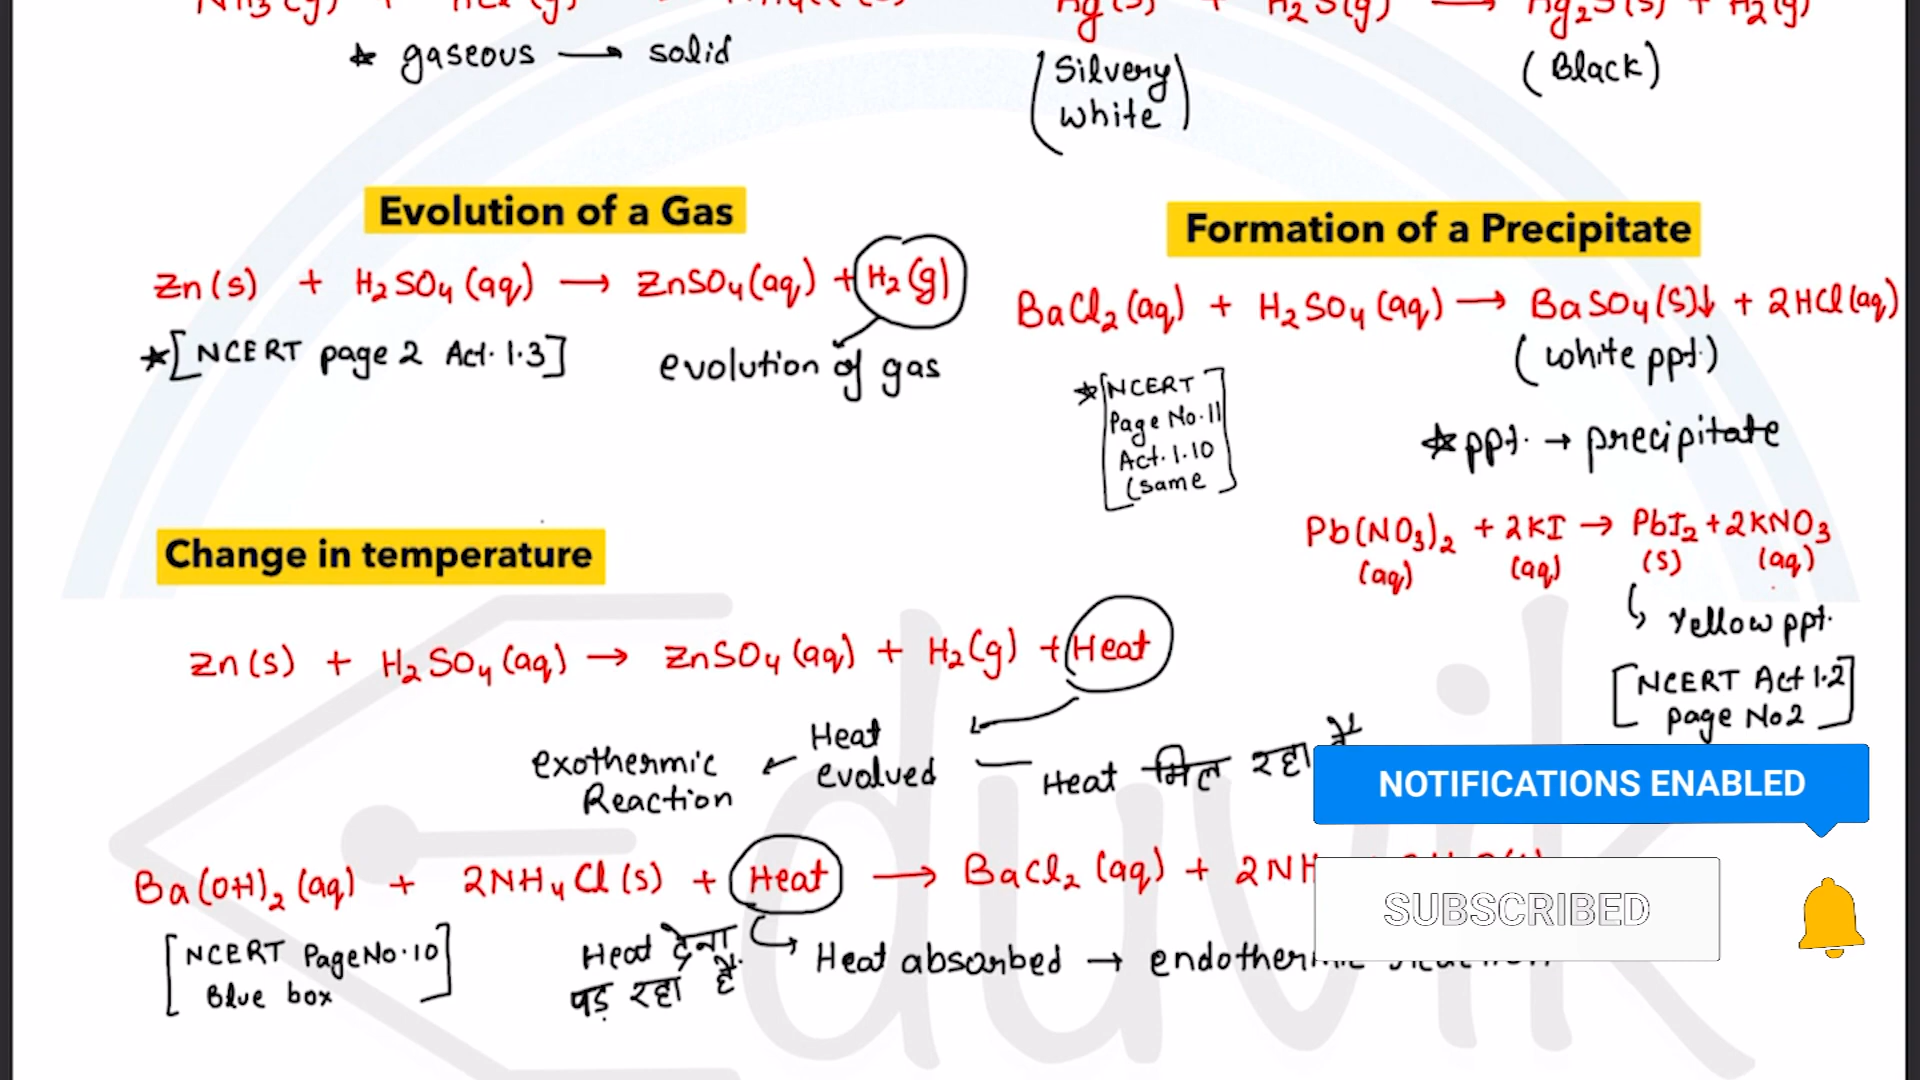 ★ gaseous → solid
(Silvery white)
(Black)
Evolution of a Gas
Zn(s) + H₂SO₄(aq) → ZnSO₄(aq) + H₂(g)
★[NCERT page 2 Act. 1.3]
evolution of gas
Formation of a Precipitate
BaCl₂(aq) + H₂SO₄(aq) → BaSO₄(s)↓ + 2HCl(aq)
(white ppt.)
★[NCERT
Page No.11
Act. 1.10
(same]
★ppt. → precipitate
Pb(NO₃)₂ + 2KI → PbI₂ + 2KNO₃
(aq) (aq) (s) (aq)
Yellow ppt.
[NCERT Act 1.2
page No2]
Change in temperature
Zn(s) + H₂SO₄(aq) → ZnSO₄(aq) + H₂(g) + Heat
Heat
evolved
exothermic
Reaction
Heat मिल रहा है
Ba(OH)₂(aq) + 2NH₄Cl(s) + Heat → BaCl₂(aq) + 2NH
[NCERT Page No.10
Blue box]
Heat देना
पड़ रहा है.
Heat absorbed →
NOTIFICATIONS ENABLED
SUBSCRIBED
duvik